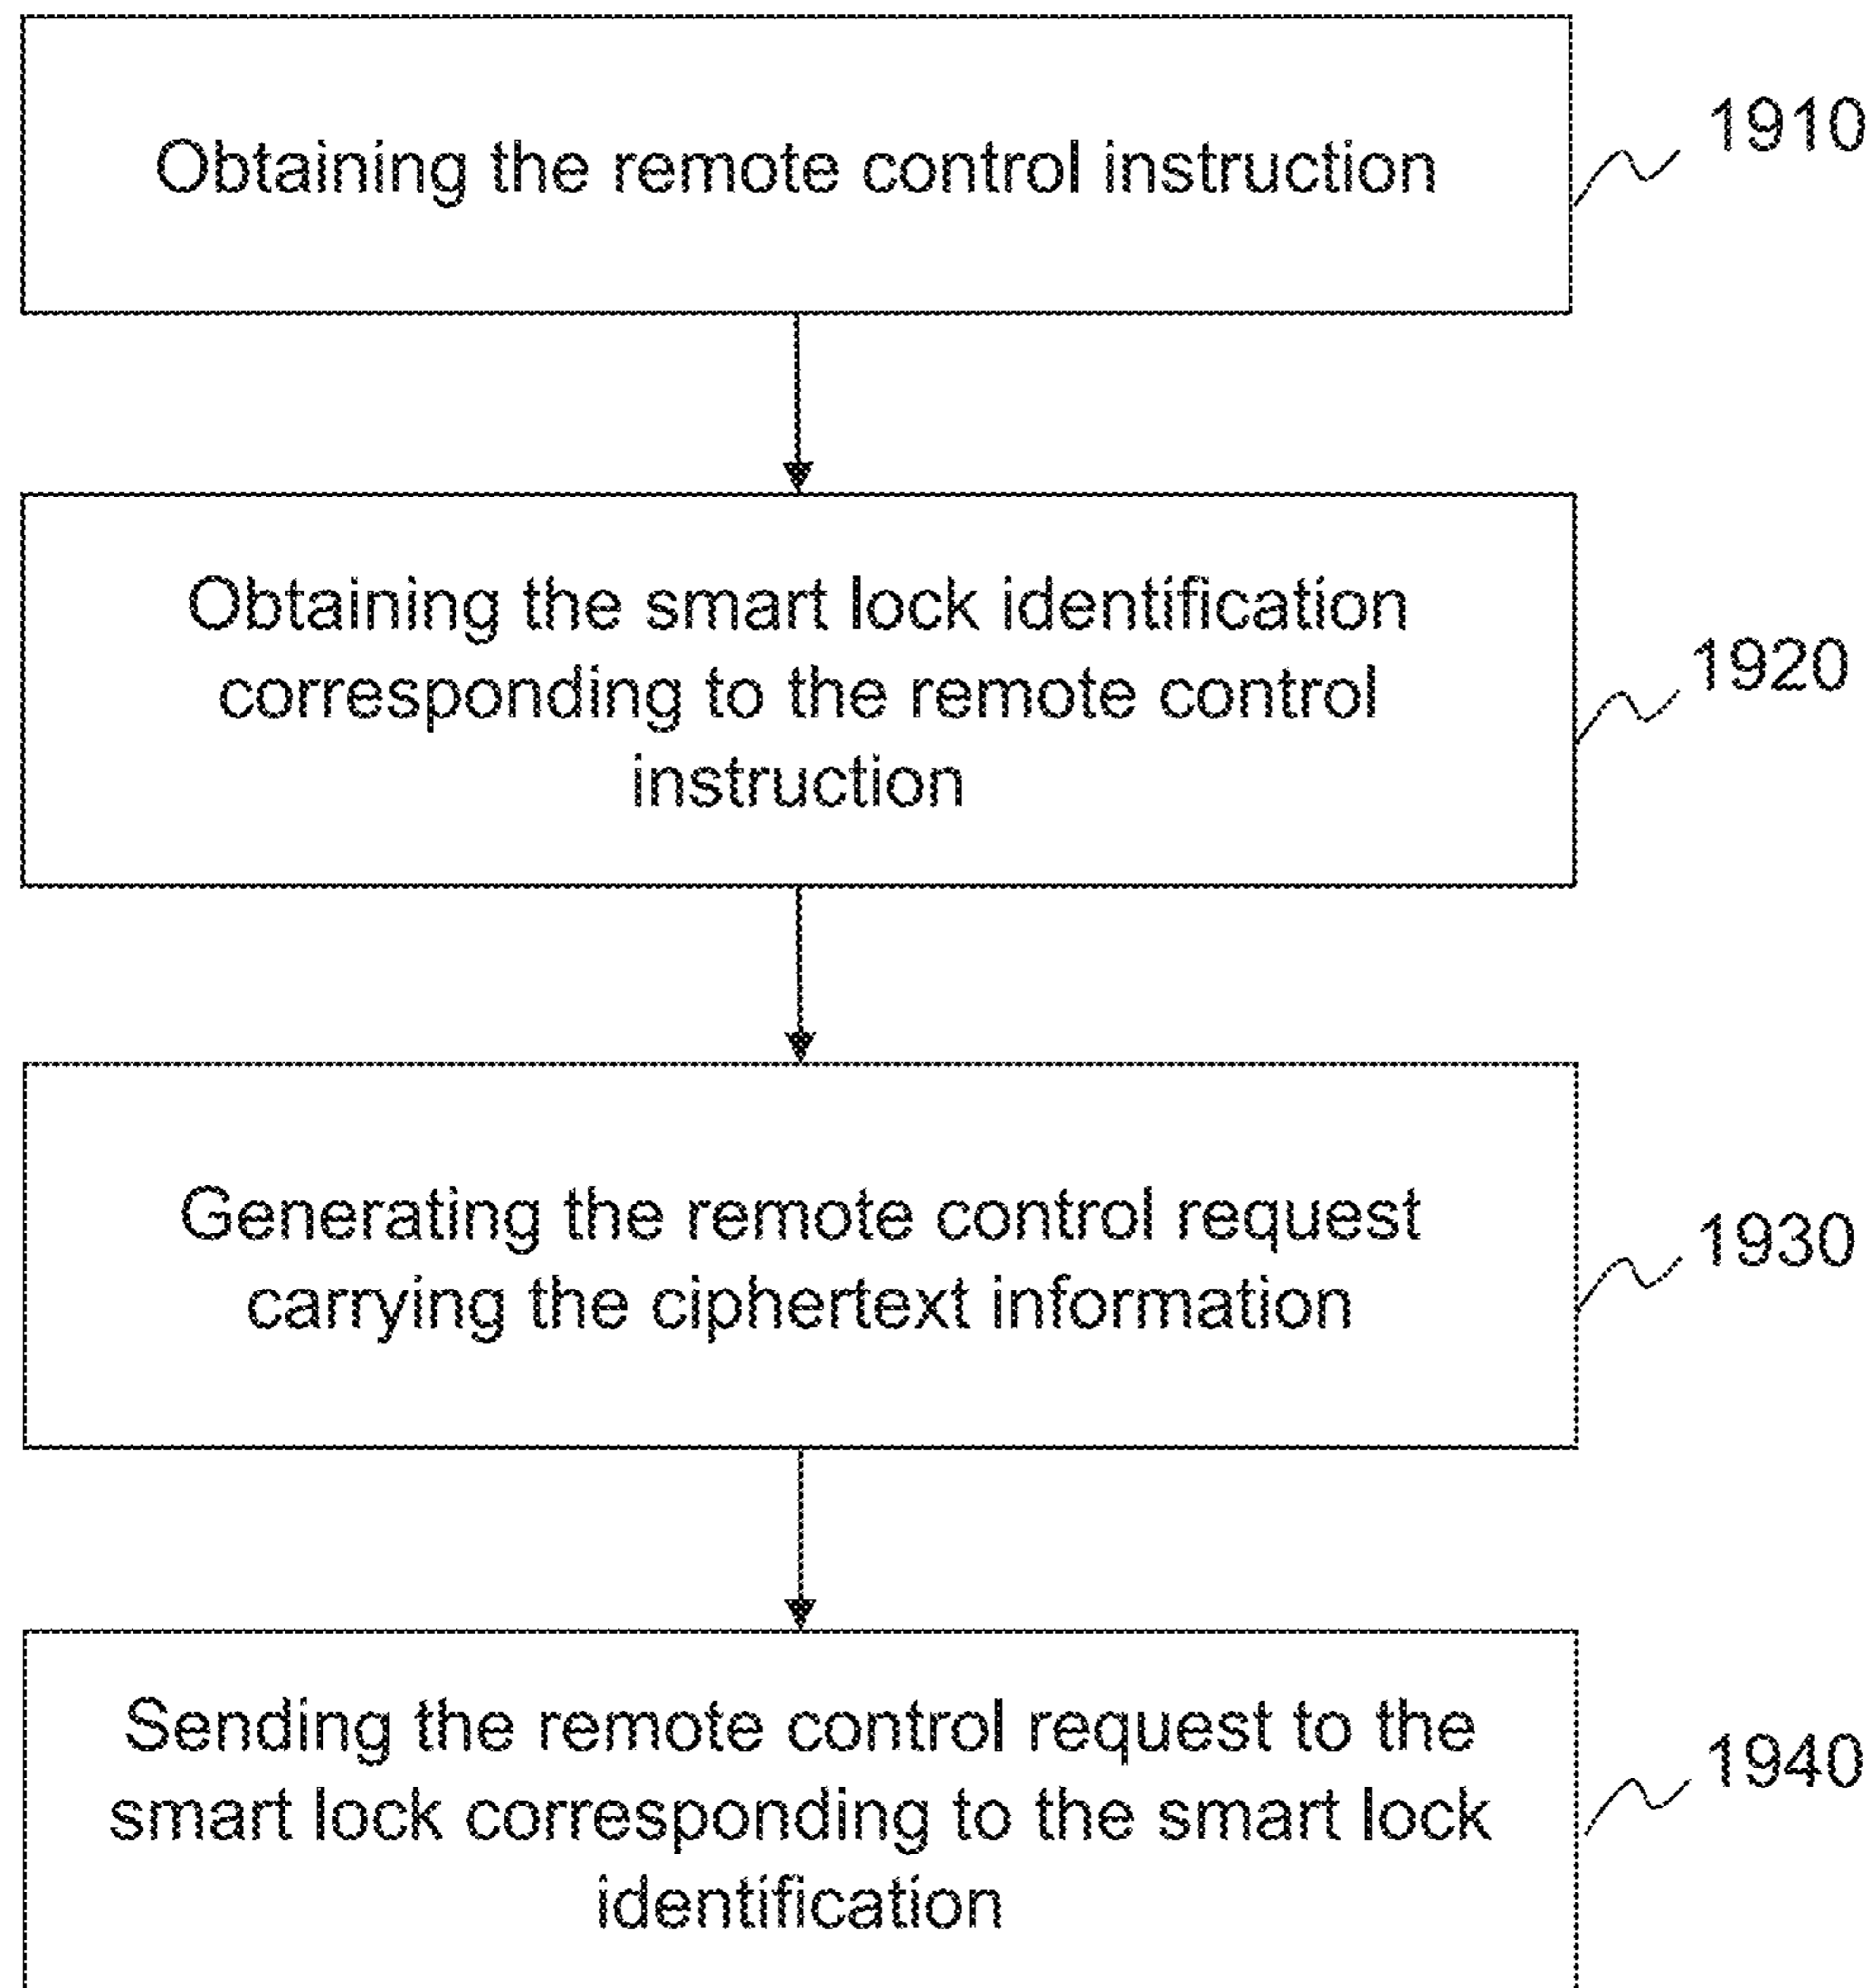 Obtaining the remote control instruction
1910
Obtaining the smart lock identification
corresponding to the remote control
instruction
1920
Generating the remote control request
carrying the ciphertext information
1930
Sending the remote control request to the
smart lock corresponding to the smart lock
identification
1940